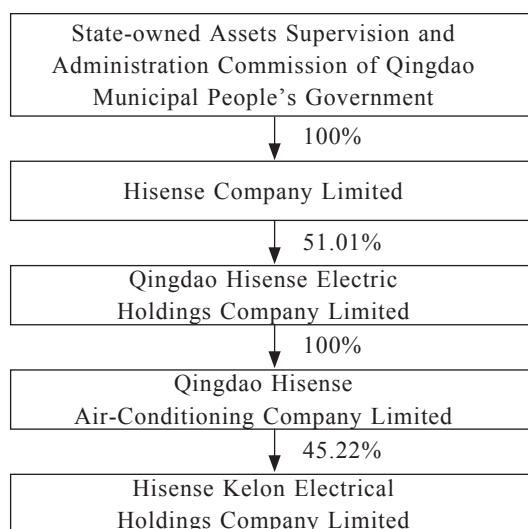 State-owned Assets Supervision and
Administration Commission of Qingdao
Municipal People’s Government
100%
Hisense Company Limited
51.01%
Qingdao Hisense Electric
Holdings Company Limited
100%
Qingdao Hisense
Air-Conditioning Company Limited
45.22%
Hisense Kelon Electrical
Holdings Company Limited